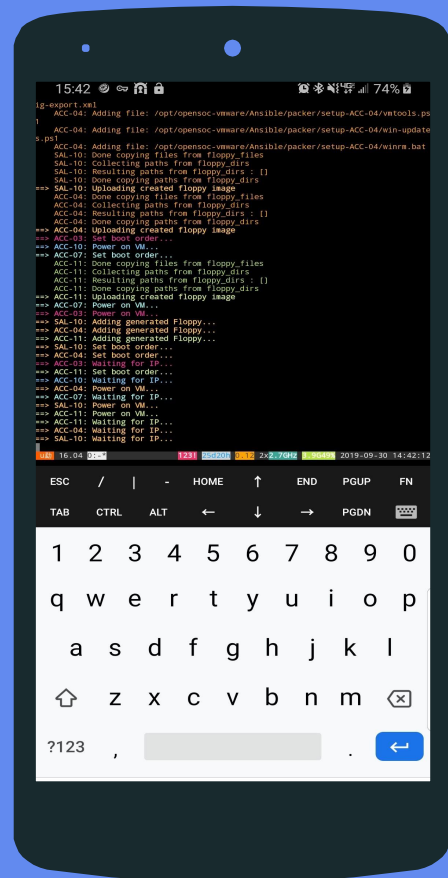 15:42 74%
ig-export.xml
ACC-04: Adding file: /opt/opensoc-vmware/Ansible/packer/setup-ACC-04/vmtools.ps
1
ACC-04: Adding file: /opt/opensoc-vmware/Ansible/packer/setup-ACC-04/win-update
s.ps1
ACC-04: Adding file: /opt/opensoc-vmware/Ansible/packer/setup-ACC-04/winrm.bat
SAL-10: Done copying files from floppy_files
SAL-10: Collecting paths from floppy_dirs
SAL-10: Resulting paths from floppy_dirs : []
SAL-10: Done copying paths from floppy_dirs
==> SAL-10: Uploading created floppy image
ACC-04: Done copying files from floppy_files
ACC-04: Collecting paths from floppy_dirs
ACC-04: Resulting paths from floppy_dirs : []
ACC-04: Done copying paths from floppy_dirs
==> ACC-04: Uploading created floppy image
==> ACC-03: Set boot order...
==> ACC-10: Power on VM...
==> ACC-07: Set boot order...
ACC-11: Done copying files from floppy_files
ACC-11: Collecting paths from floppy_dirs
ACC-11: Resulting paths from floppy_dirs : []
ACC-11: Done copying paths from floppy_dirs
==> ACC-11: Uploading created floppy image
==> ACC-07: Power on VM...
==> ACC-03: Power on VM...
==> SAL-10: Adding generated Floppy...
==> ACC-04: Adding generated Floppy...
==> ACC-11: Adding generated Floppy...
==> SAL-10: Set boot order...
==> ACC-04: Set boot order...
==> ACC-03: Waiting for IP...
==> ACC-11: Set boot order...
==> ACC-10: Waiting for IP...
==> ACC-04: Power on VM...
==> ACC-07: Waiting for IP...
==> SAL-10: Power on VM...
==> ACC-11: Power on VM...
==> ACC-11: Waiting for IP...
==> ACC-04: Waiting for IP...
==> SAL-10: Waiting for IP...
16.04 0:-* 123! 25d20h 0.12 2x2.7GHz 3.9G49% 2019-09-30 14:42:12
ESC / | - HOME ↑ END PGUP FN
TAB CTRL ALT ← ↓ → PGDN
1 2 3 4 5 6 7 8 9 0
q w e r t y u i o p
a s d f g h j k l
z x c v b n m
?123 , .